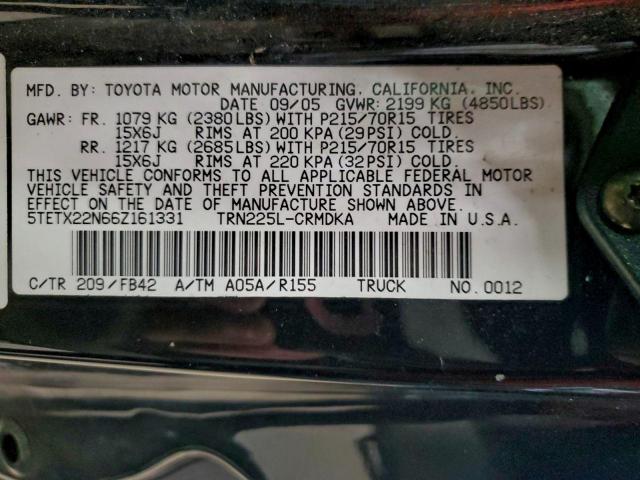 MFD. BY: TOYOTA MOTOR MANUFACTURING, CALIFORNIA, INC.
DATE 09/05 GVWR: 2199 KG (4850LBS)
GAWR: FR. 1079 KG (2380LBS) WITH P215/70R15 TIRES
15X6J RIMS AT 200 KPA (29PSI) COLD.
RR. 1217 KG (2685LBS) WITH P215/70R15 TIRES
15X6J RIMS AT 220 KPA (32PSI) COLD.
THIS VEHICLE CONFORMS TO ALL APPLICABLE FEDERAL MOTOR
VEHICLE SAFETY AND THEFT PREVENTION STANDARDS IN
EFFECT ON THE DATE OF MANUFACTURE SHOWN ABOVE.
5TETX22N66Z161331 TRN225L-CRMDKA MADE IN U.S.A.
C/TR 209/FB42 A/TM A05A/R155 TRUCK NO. 0012